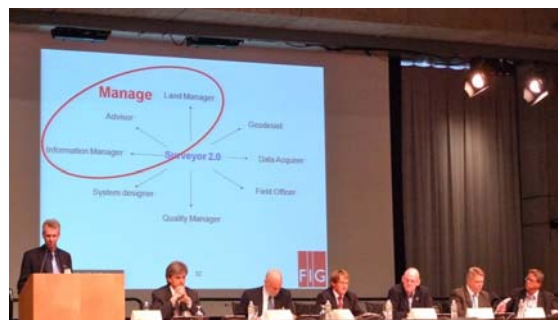 Manage
Land Manager
Advisor
Geodesist
Information Manager
Surveyor 2.0
Data Acquirer
System designer
Field Officer
Quality Manager
FIG